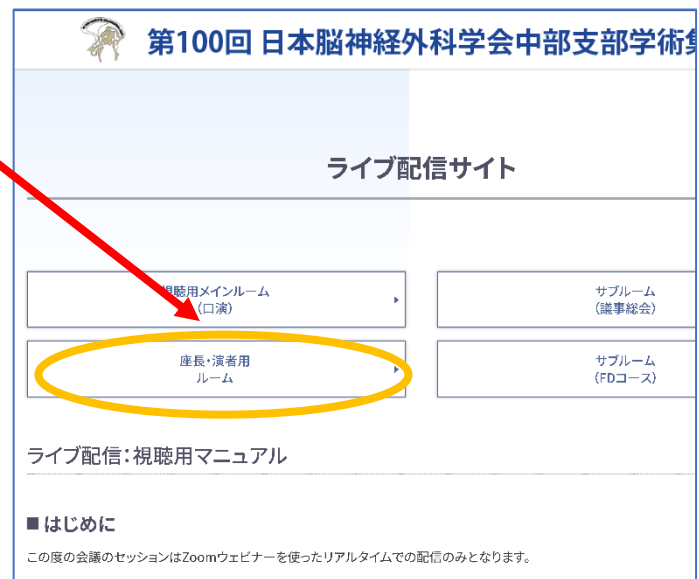 第100回 日本脳神経外科学会中部支部学術
ライブ配信サイト
視聴用メインルーム
(口演)
サブルーム
(議事総会)
座長・演者用
ルーム
サブルーム
(FDコース)
ライブ配信：視聴用マニュアル
■ はじめに
この度の会議のセッションはZoomウェビナーを使ったリアルタイムでの配信のみとなります。